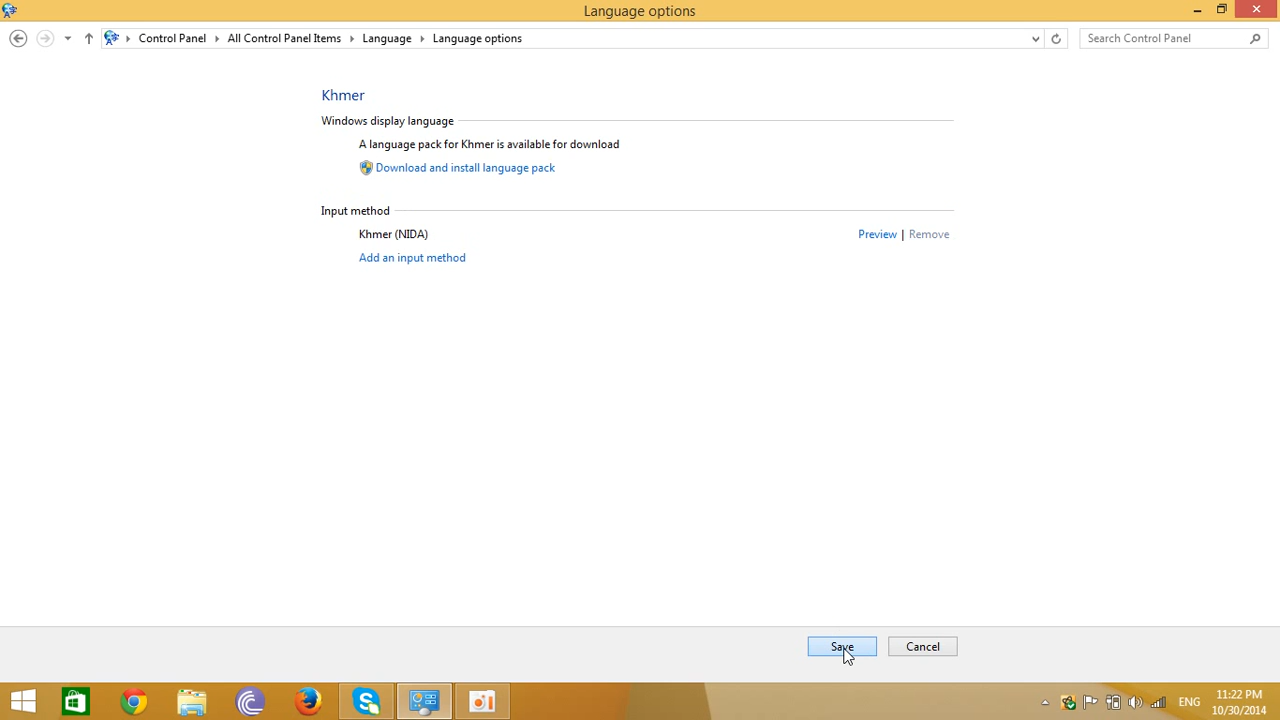 Language options
Control Panel
All Control Panel Items
Language
Language options
Search Control Panel
Khmer
Windows display language
A language pack for Khmer is available for download
Download and install language pack
Input method
Khmer (NIDA)
Preview | Remove
Add an input method
Save
Cancel
ENG
11:22 PM
10/30/2014